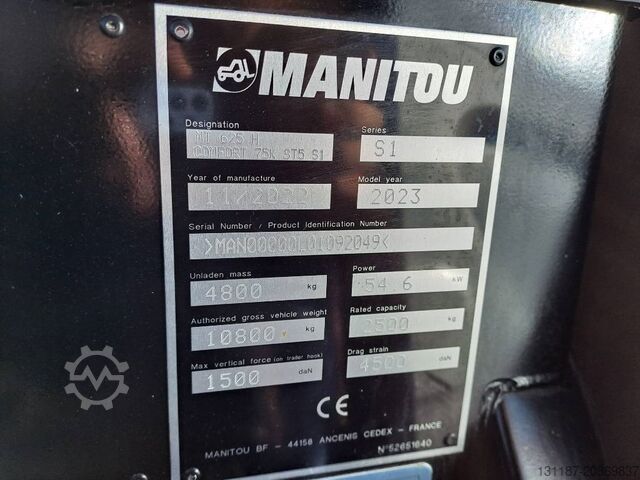 MANITOU
Designation
MT 625 H
COMFORT 75K ST5 S1
Series
S1
Year of manufacture
11/2022
Model year
2023
Serial Number / Product Identification Number
>MAN00000L01092049<
Unladen mass
4800 kg
Power
54.6 kW
Authorized gross vehicle weight
10800 kg
Rated capacity
2500 kg
Max vertical force (on trailer hook)
1500 daN
Drag strain
4500 daN
CE
MANITOU BF - 44158 ANCENIS CEDEX - FRANCE
N°52651640
131187-20869837